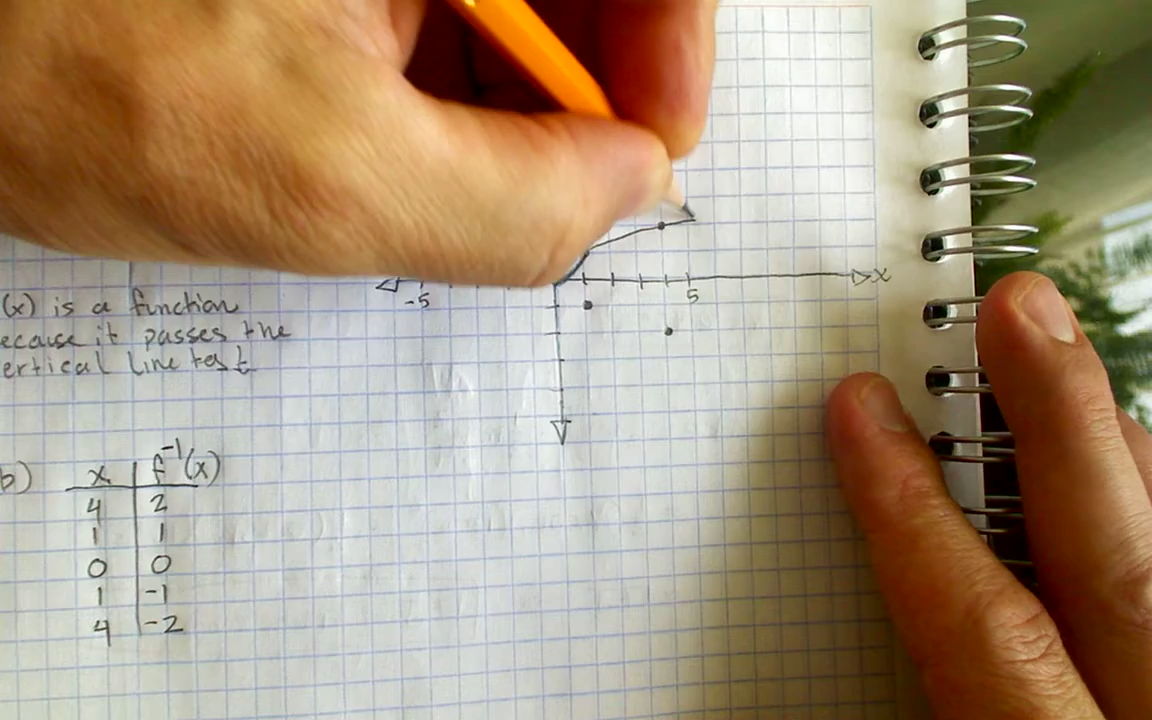 x
-5
5
(x) is a function
ecause it passes the
ertical line test
b)
x f⁻¹(x)
4 2
1 1
0 0
1 -1
4 -2